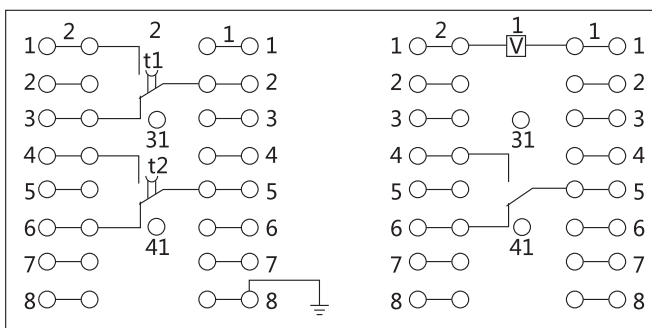 2 2 1 2 1 1
1 1 1 V 1
t1
2 2 2 2
3 3 3 3
31 31
4 4 4 4
t2
5 5 5 5
6 6 6 6
41 41
7 7 7 7
8 8 8 8